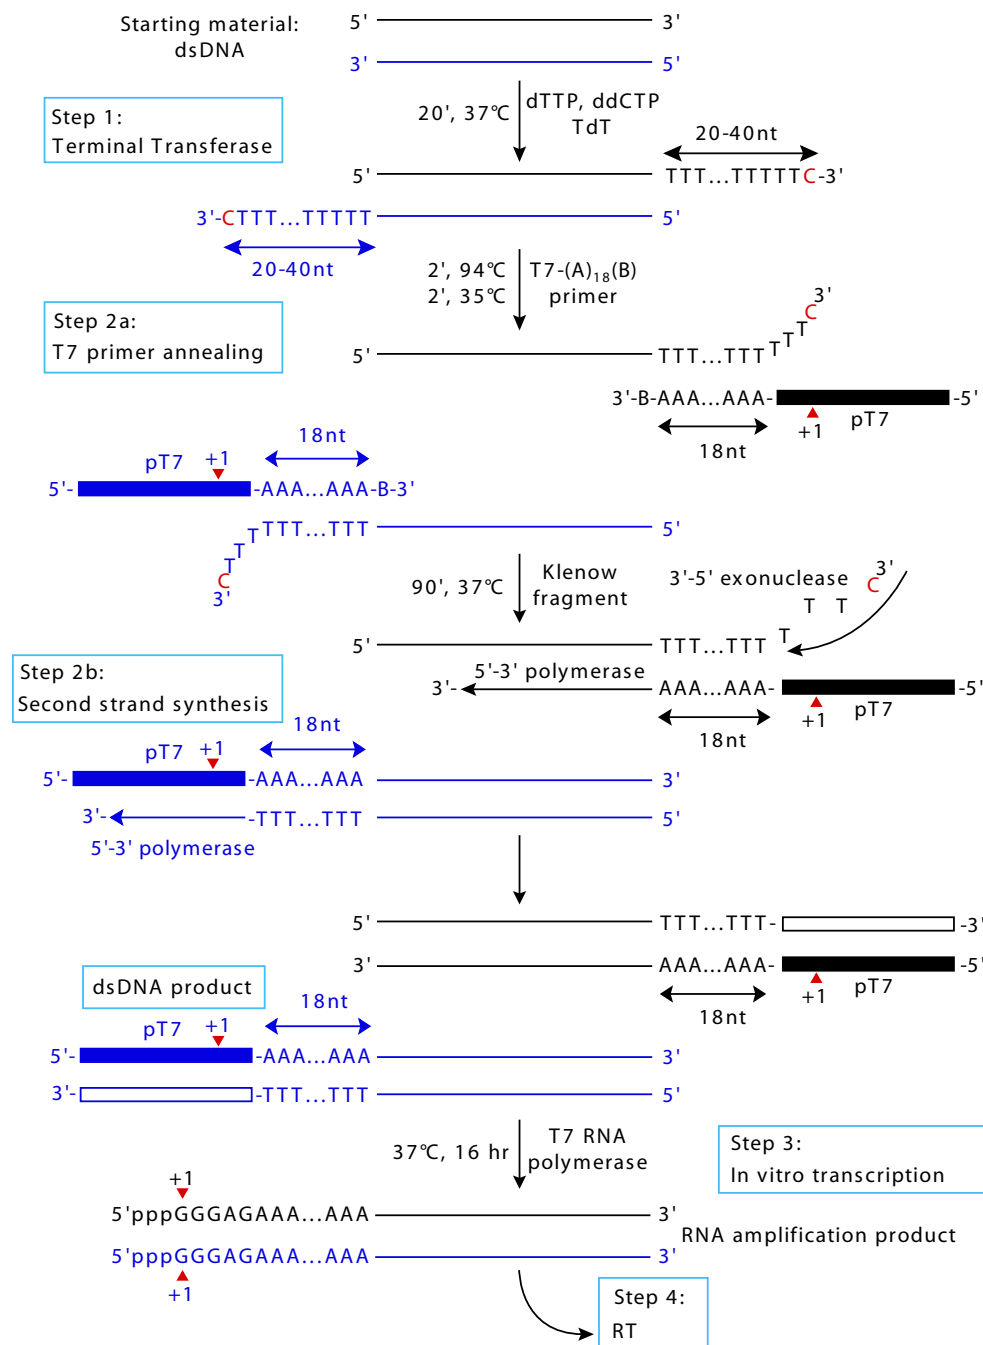 5' 3'
Starting material:
dsDNA
3' 5'
Step 1:
Terminal Transferase
20', 37℃
dTTP, ddCTP
TdT
20-40nt
5' TTT...TTTTTC-3'
3'-CTTT...TTTTT 5'
20-40nt
2', 94℃
2', 35℃
T7-(A)18(B)
primer
Step 2a:
T7 primer annealing
5' TTT...TTT T T T C 3'
3'-B-AAA...AAA- -5'
18nt
+1
pT7
18nt
pT7
+1
5'- -AAA...AAA-B-3'
3' C T T T TTT...TTT 5'
90', 37℃
Klenow
fragment
3'-5' exonuclease
5' TTT...TTT T T T C 3'
Step 2b:
Second strand synthesis
5'-3' polymerase
3'- AAA...AAA- -5'
18nt
+1
pT7
18nt
pT7
+1
5'- -AAA...AAA 3'
3'- -TTT...TTT 5'
5'-3' polymerase
5' TTT...TTT- -3'
3' AAA...AAA- -5'
18nt
+1
pT7
dsDNA product
18nt
pT7
+1
5'- -AAA...AAA 3'
3'- -TTT...TTT 5'
37℃, 16 hr
T7 RNA
polymerase
Step 3:
In vitro transcription
+1
5'pppGGGAGAAA...AAA 3'
RNA amplification product
5'pppGGGAGAAA...AAA 3'
+1
Step 4:
RT